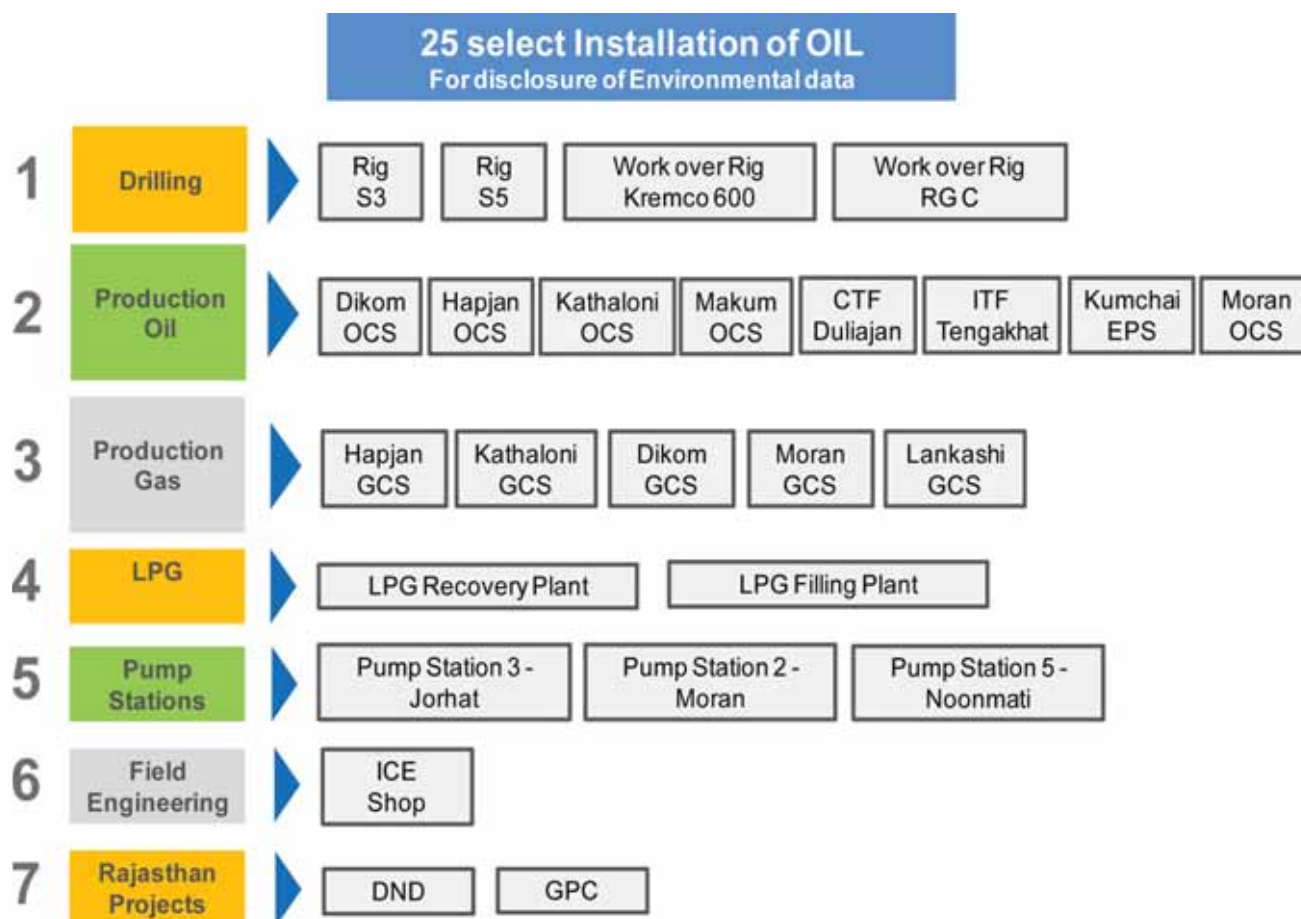 25 select Installation of OIL
For disclosure of Environmental data
1
Drilling
Rig
S3
Rig
S5
Work over Rig
Kremco 600
Work over Rig
RG C
2
Production
Oil
Dikom
OCS
Hapjan
OCS
Kathaloni
OCS
Makum
OCS
CTF
Duliajan
ITF
Tengakhat
Kumchai
EPS
Moran
OCS
3
Production
Gas
Hapjan
GCS
Kathaloni
GCS
Dikom
GCS
Moran
GCS
Lankashi
GCS
4
LPG
LPG Recovery Plant
LPG Filling Plant
5
Pump
Stations
Pump Station 3 -
Jorhat
Pump Station 2 -
Moran
Pump Station 5 -
Noonmati
6
Field
Engineering
ICE
Shop
7
Rajasthan
Projects
DND
GPC